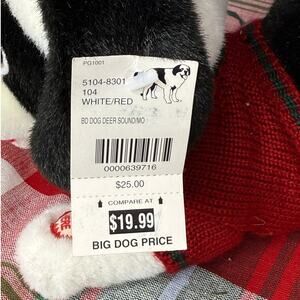 PG1001
5104-8301
104
WHITE/RED
BD DOG DEER SOUND/MO
0000639716
$25.00
COMPARE AT
$19.99
BIG DOG PRICE